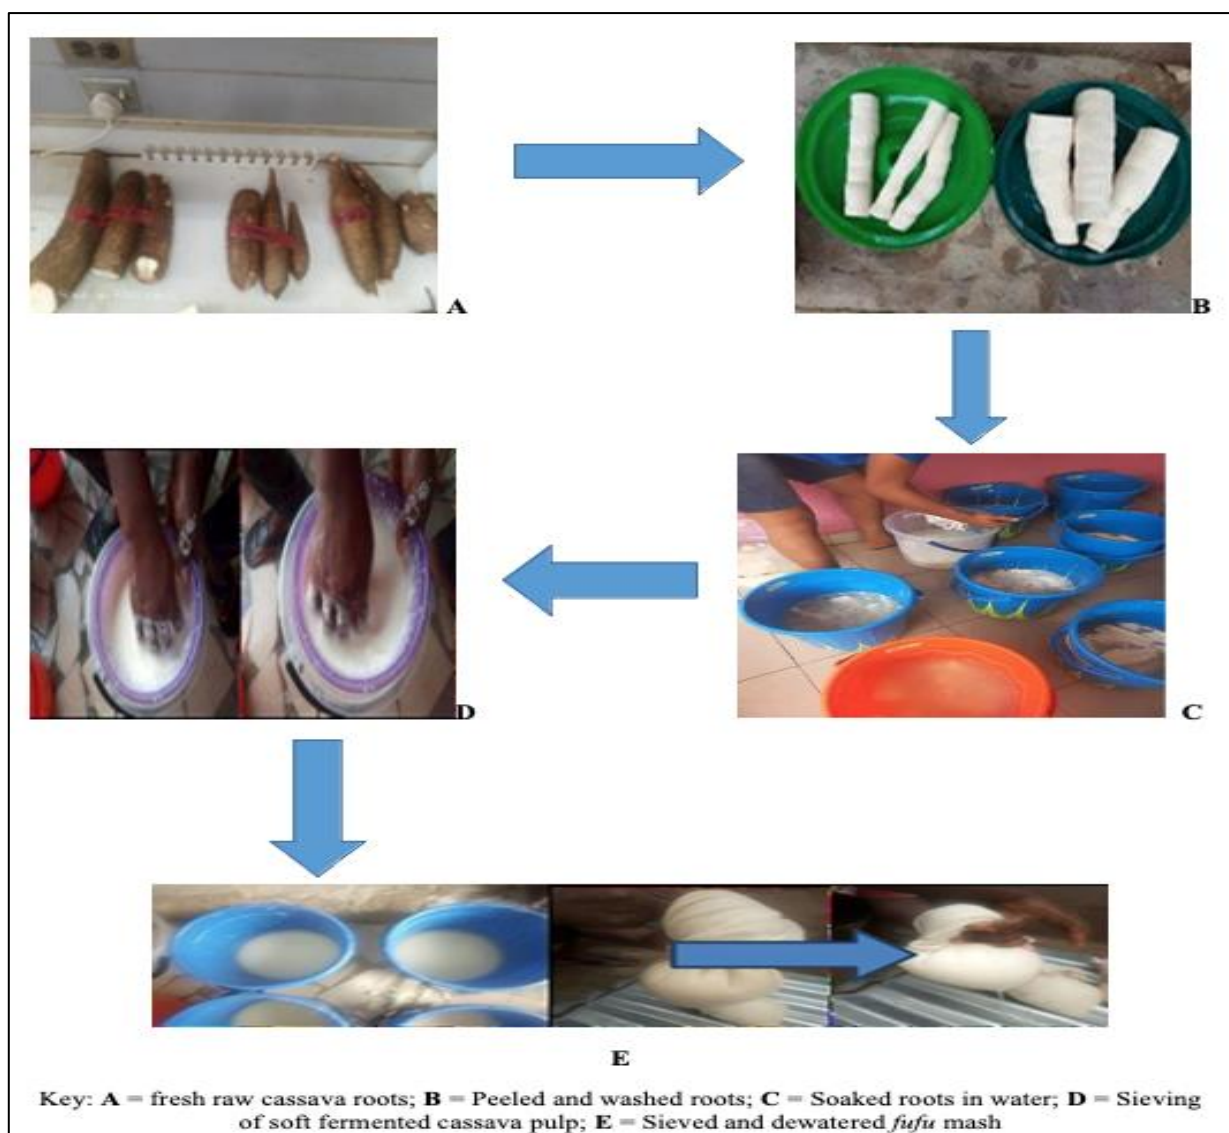 A
B
D
C
E
Key: A = fresh raw cassava roots; B = Peeled and washed roots; C = Soaked roots in water; D = Sieving
of soft fermented cassava pulp; E = Sieved and dewatered fufu mash